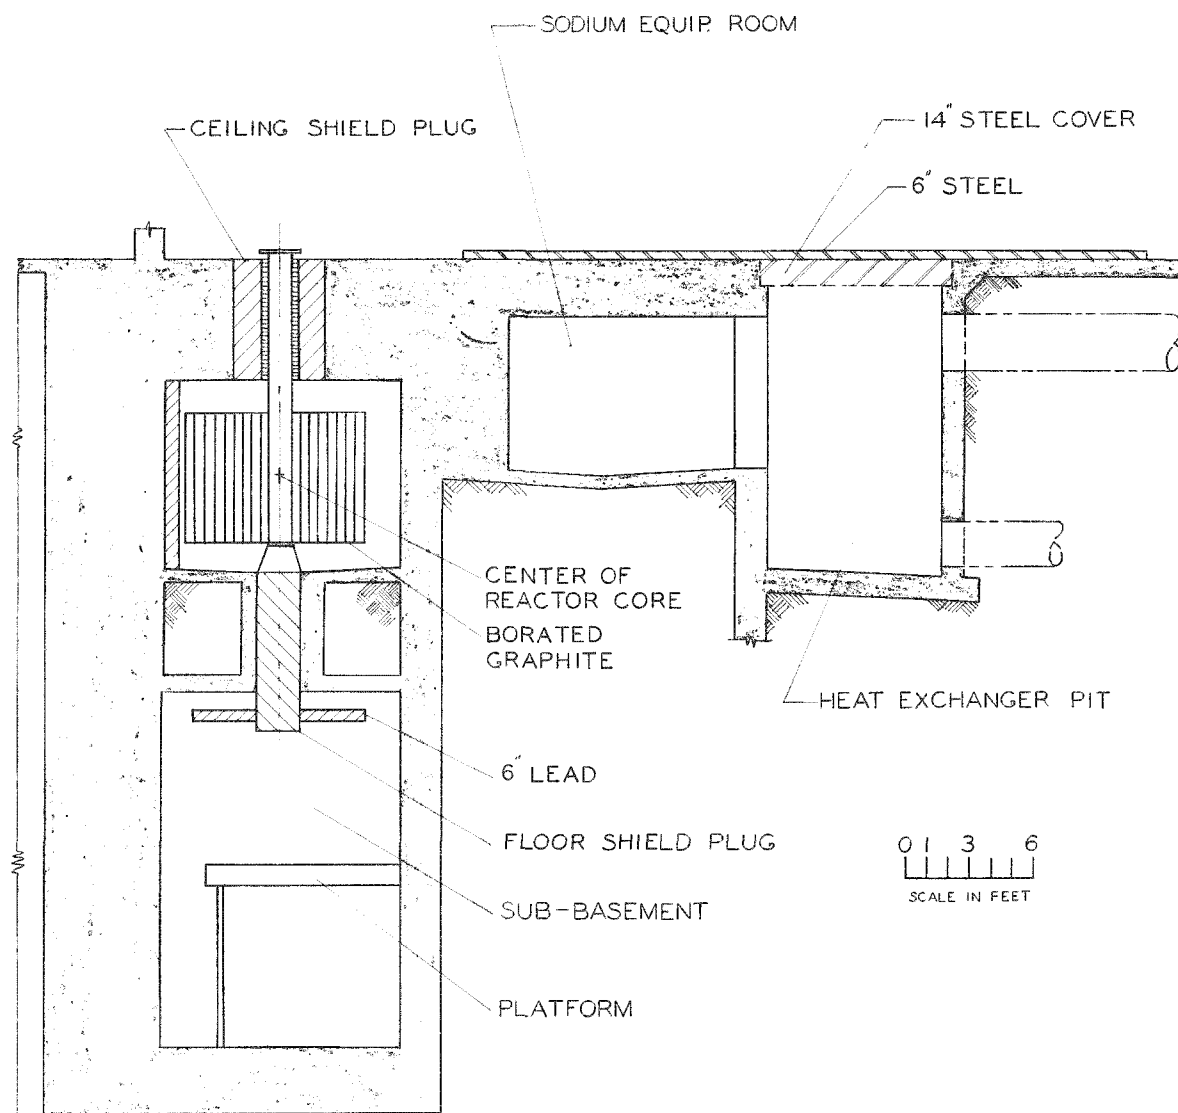 SODIUM EQUIP. ROOM
CEILING SHIELD PLUG
14" STEEL COVER
6" STEEL
CENTER OF
REACTOR CORE
BORATED
GRAPHITE
HEAT EXCHANGER PIT
6" LEAD
FLOOR SHIELD PLUG
0 1 3 6
SCALE IN FEET
SUB-BASEMENT
PLATFORM